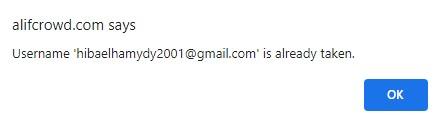 alifcrowd.com says
Username 'hibaelhamydy2001@gmail.com' is already taken.
OK